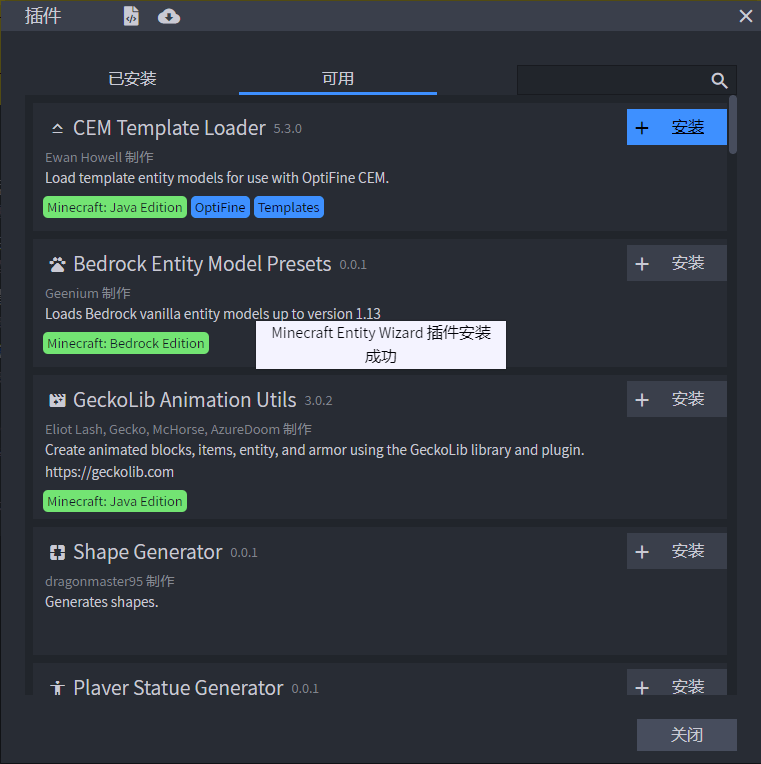 插件
已安装
可用
CEM Template Loader 5.3.0
+ 安装
Ewan Howell 制作
Load template entity models for use with OptiFine CEM.
Minecraft: Java Edition OptiFine Templates
Bedrock Entity Model Presets 0.0.1
+ 安装
Geenium 制作
Loads Bedrock vanilla entity models up to version 1.13
Minecraft: Bedrock Edition
Minecraft Entity Wizard 插件安装
成功
GeckoLib Animation Utils 3.0.2
+ 安装
Eliot Lash, Gecko, McHorse, AzureDoom 制作
Create animated blocks, items, entity, and armor using the GeckoLib library and plugin.
https://geckolib.com
Minecraft: Java Edition
Shape Generator 0.0.1
+ 安装
dragonmaster95 制作
Generates shapes.
Player Statue Generator 0.0.1
+ 安装
关闭